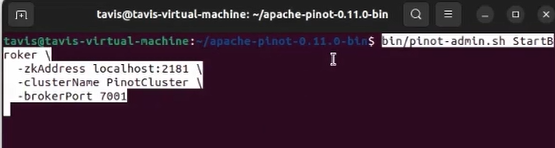 tavis@tavis-virtual-machine: ~/apache-pinot-0.11.0-bin
tavis@tavis-virtual-machine:~/apache-pinot-0.11.0-bin$ bin/pinot-admin.sh StartB
roker \
-zkAddress localhost:2181 \
-clusterName PinotCluster \
-brokerPort 7001